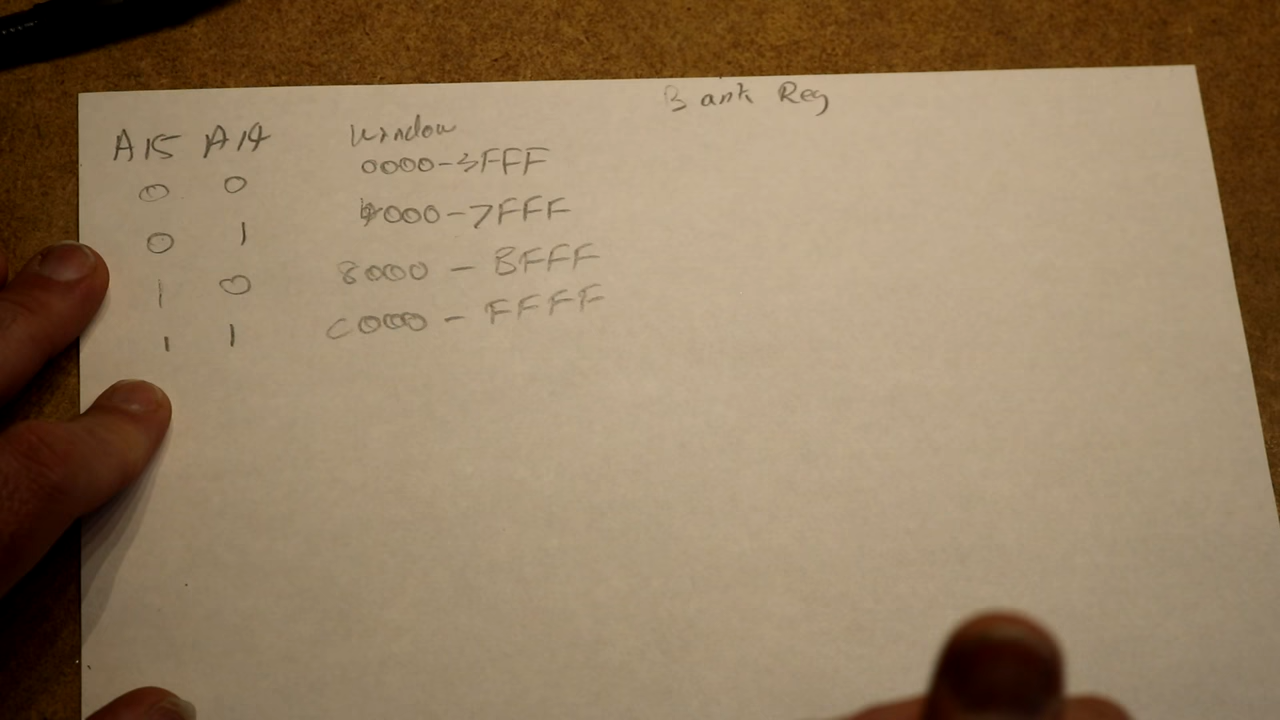 A15 A14 Window Bank Reg
0 0 0000-3FFF
0 1 4000-7FFF
1 0 8000 - BFFF
1 1 C000 - FFFF